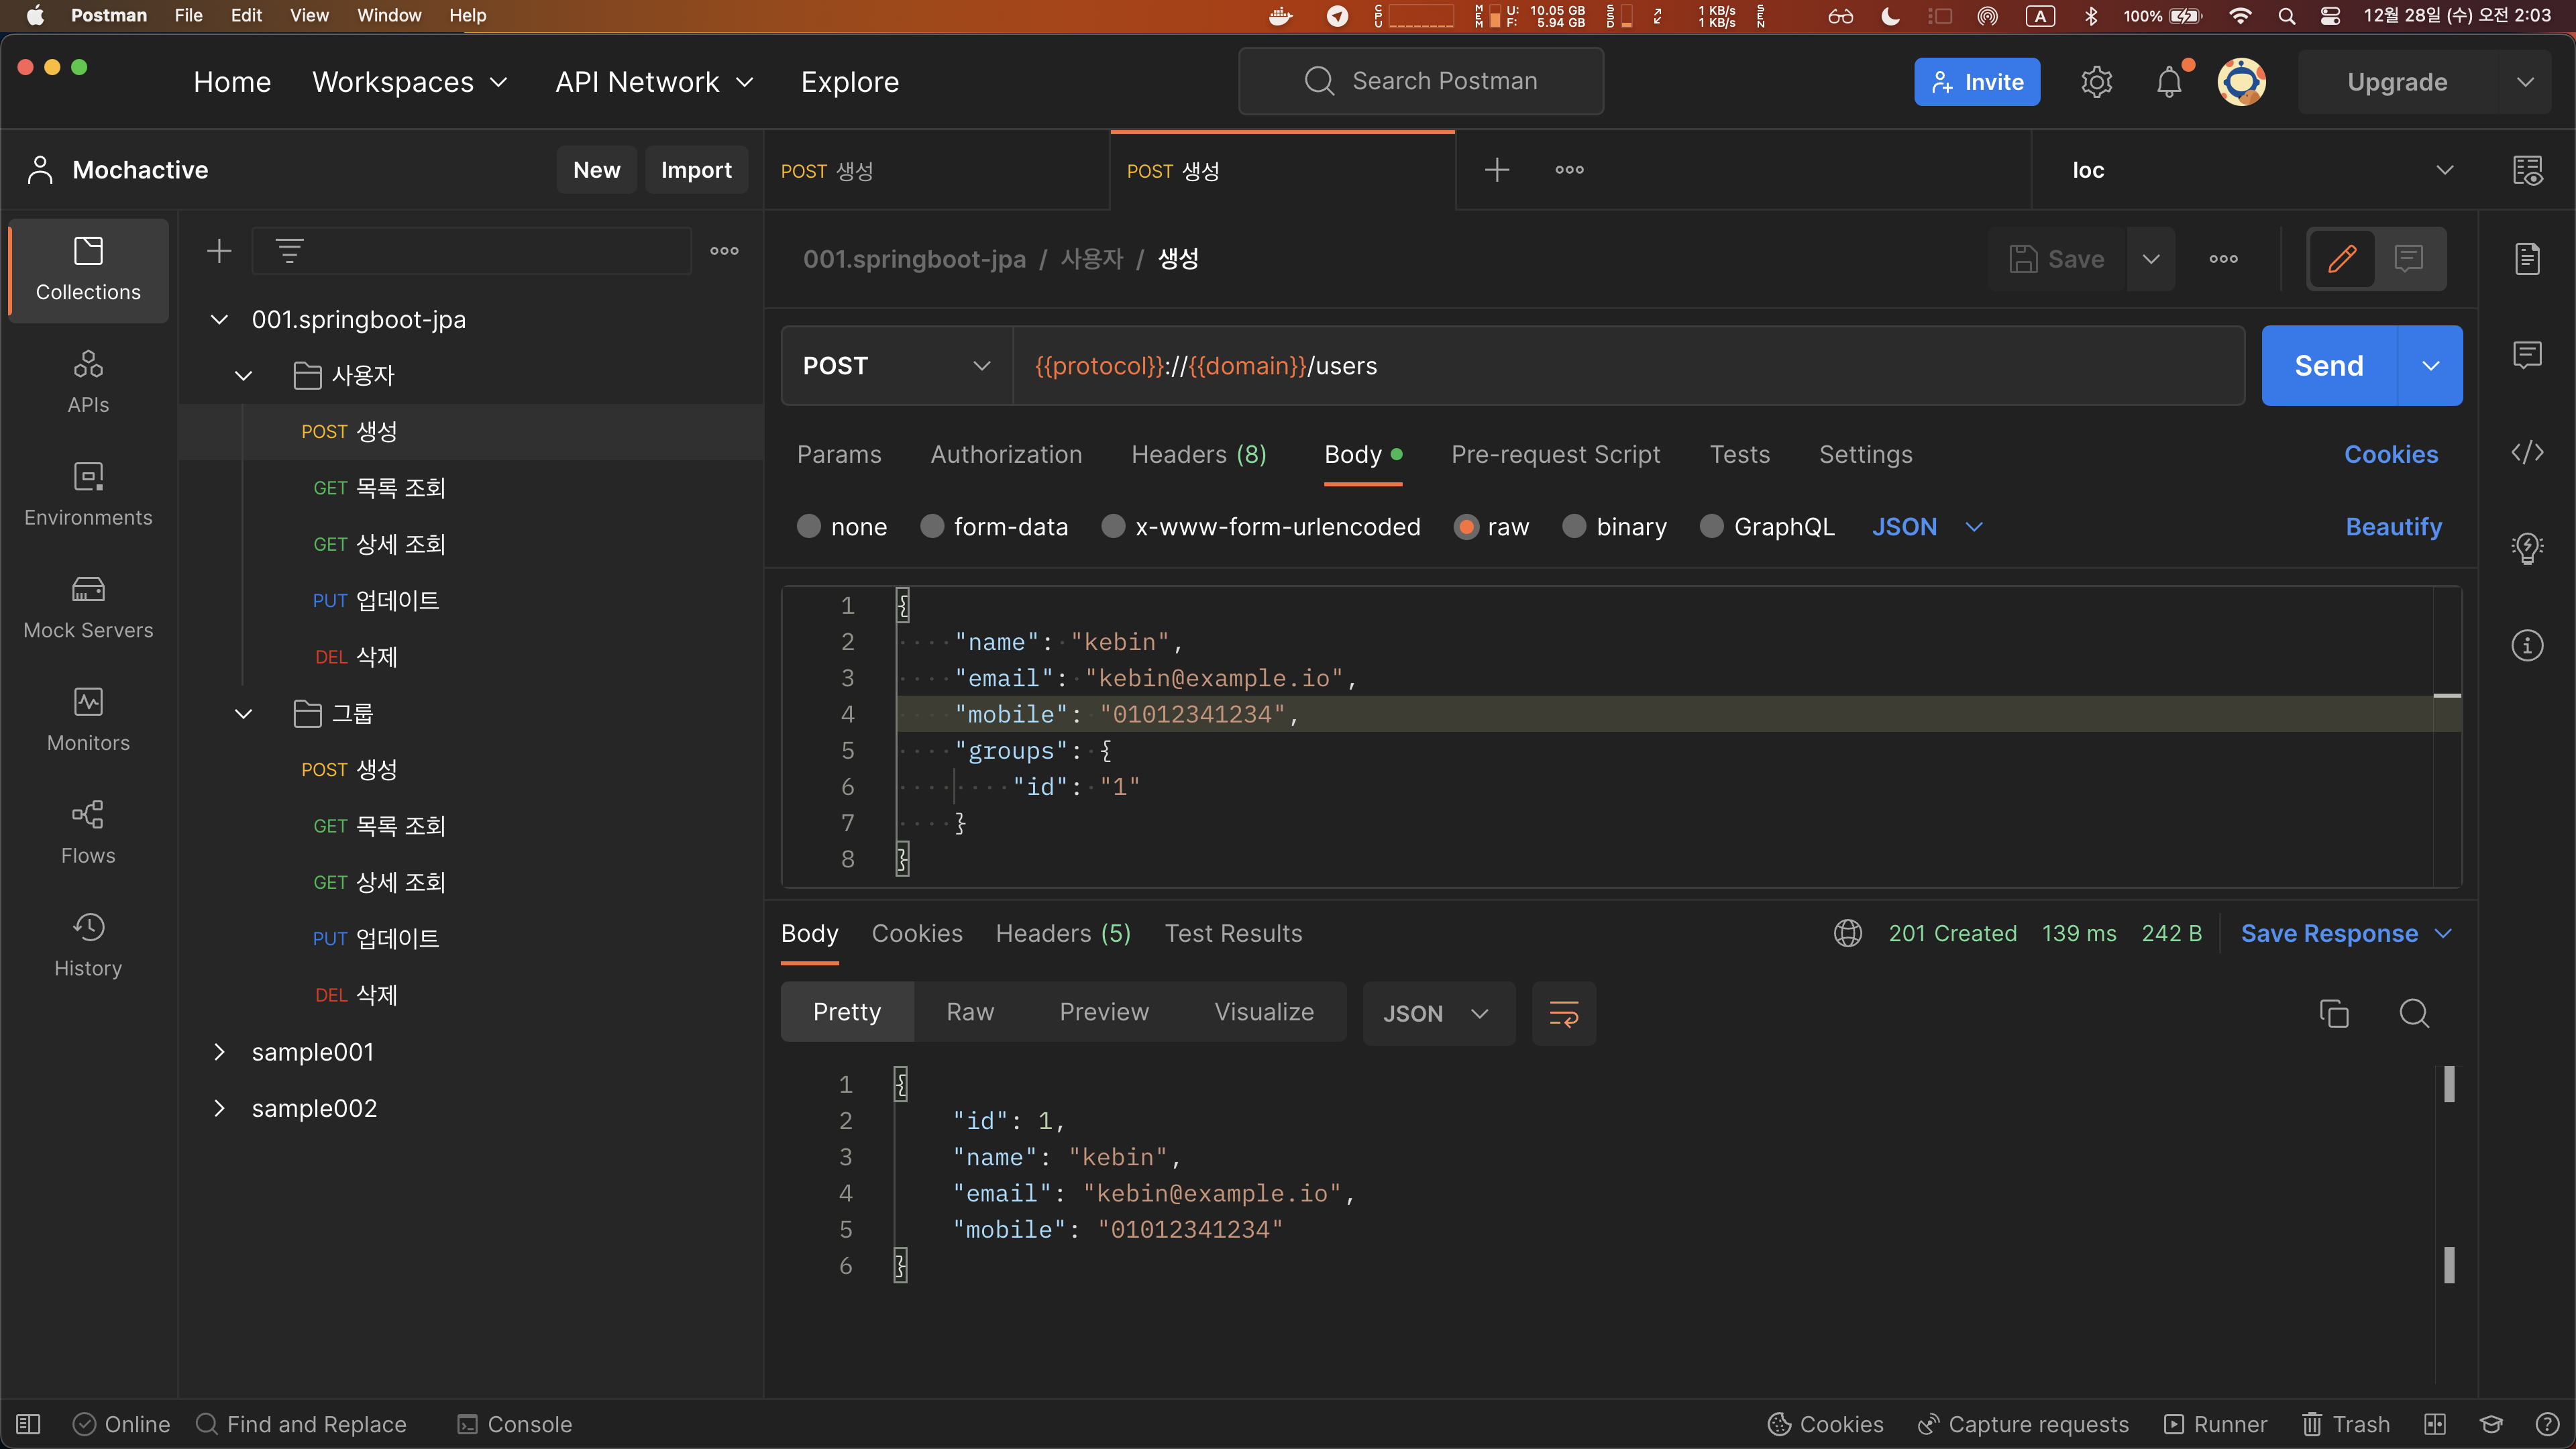 Postman File Edit View Window Help CPU MEM U: 10.05 GB F: 5.94 GB SSD 1 KB/s 1 KB/s SEN A 100% 12월 28일 (수) 오전 2:03
Home Workspaces API Network Explore Search Postman Invite Upgrade
Mochactive New Import POST 생성 POST 생성 loc
Collections
APIs
Environments
Mock Servers
Monitors
Flows
History
001.springboot-jpa
사용자
POST 생성
GET 목록 조회
GET 상세 조회
PUT 업데이트
DEL 삭제
그룹
POST 생성
GET 목록 조회
GET 상세 조회
PUT 업데이트
DEL 삭제
sample001
sample002
001.springboot-jpa / 사용자 / 생성 Save
POST {{protocol}}://{{domain}}/users Send
Params Authorization Headers (8) Body Pre-request Script Tests Settings Cookies
none form-data x-www-form-urlencoded raw binary GraphQL JSON Beautify
1 {
2 "name": "kebin",
3 "email": "kebin@example.io",
4 "mobile": "01012341234",
5 "groups": {
6 "id": "1"
7 }
8 }
Body Cookies Headers (5) Test Results 201 Created 139 ms 242 B Save Response
Pretty Raw Preview Visualize JSON
1 {
2 "id": 1,
3 "name": "kebin",
4 "email": "kebin@example.io",
5 "mobile": "01012341234"
6 }
Online Find and Replace Console Cookies Capture requests Runner Trash